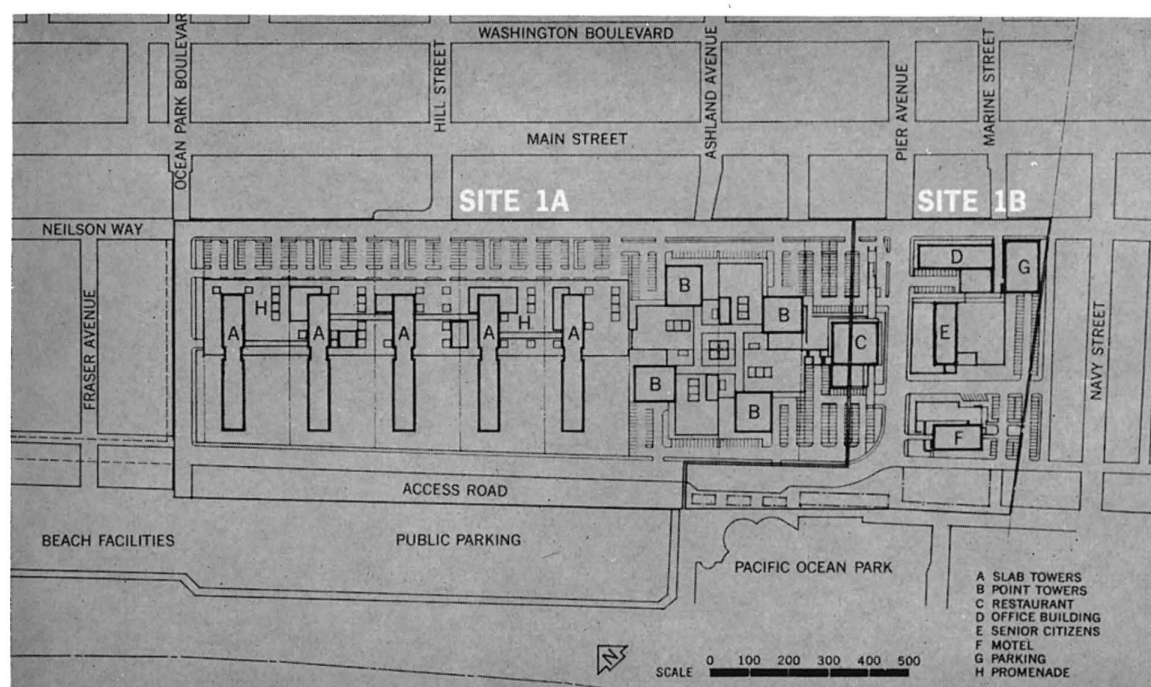 WASHINGTON BOULEVARD
OCEAN PARK BOULEVARD
HILL STREET
ASHLAND AVENUE
PIER AVENUE
MARINE STREET
MAIN STREET
SITE 1A
SITE 1B
NEILSON WAY
FRASER AVENUE
NAVY STREET
D
G
B
B
H
H
A
A
A
A
A
E
C
B
B
F
ACCESS ROAD
BEACH FACILITIES
PUBLIC PARKING
PACIFIC OCEAN PARK
A SLAB TOWERS
B POINT TOWERS
C RESTAURANT
D OFFICE BUILDING
E SENIOR CITIZENS
F MOTEL
G PARKING
H PROMENADE
N
SCALE 0 100 200 300 400 500